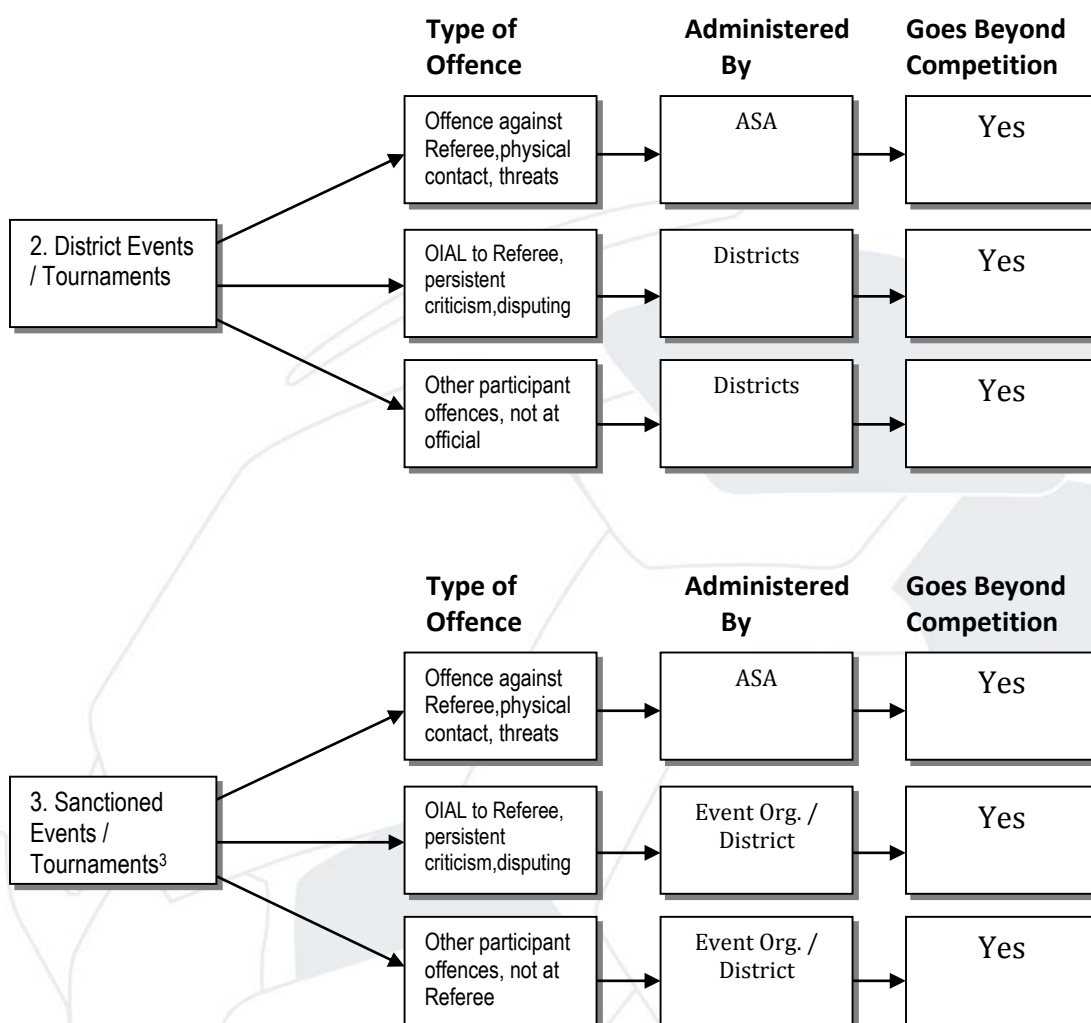 Type of Offence
Administered By
Goes Beyond Competition
2. District Events
/ Tournaments
Offence against
Referee,physical
contact, threats
ASA
Yes
OIAL to Referee,
persistent
criticism,disputing
Districts
Yes
Other participant
offences, not at
official
Districts
Yes
Type of Offence
Administered By
Goes Beyond Competition
3. Sanctioned
Events /
Tournaments³
Offence against
Referee,physical
contact, threats
ASA
Yes
OIAL to Referee,
persistent
criticism,disputing
Event Org. /
District
Yes
Other participant
offences, not at
Referee
Event Org. /
District
Yes